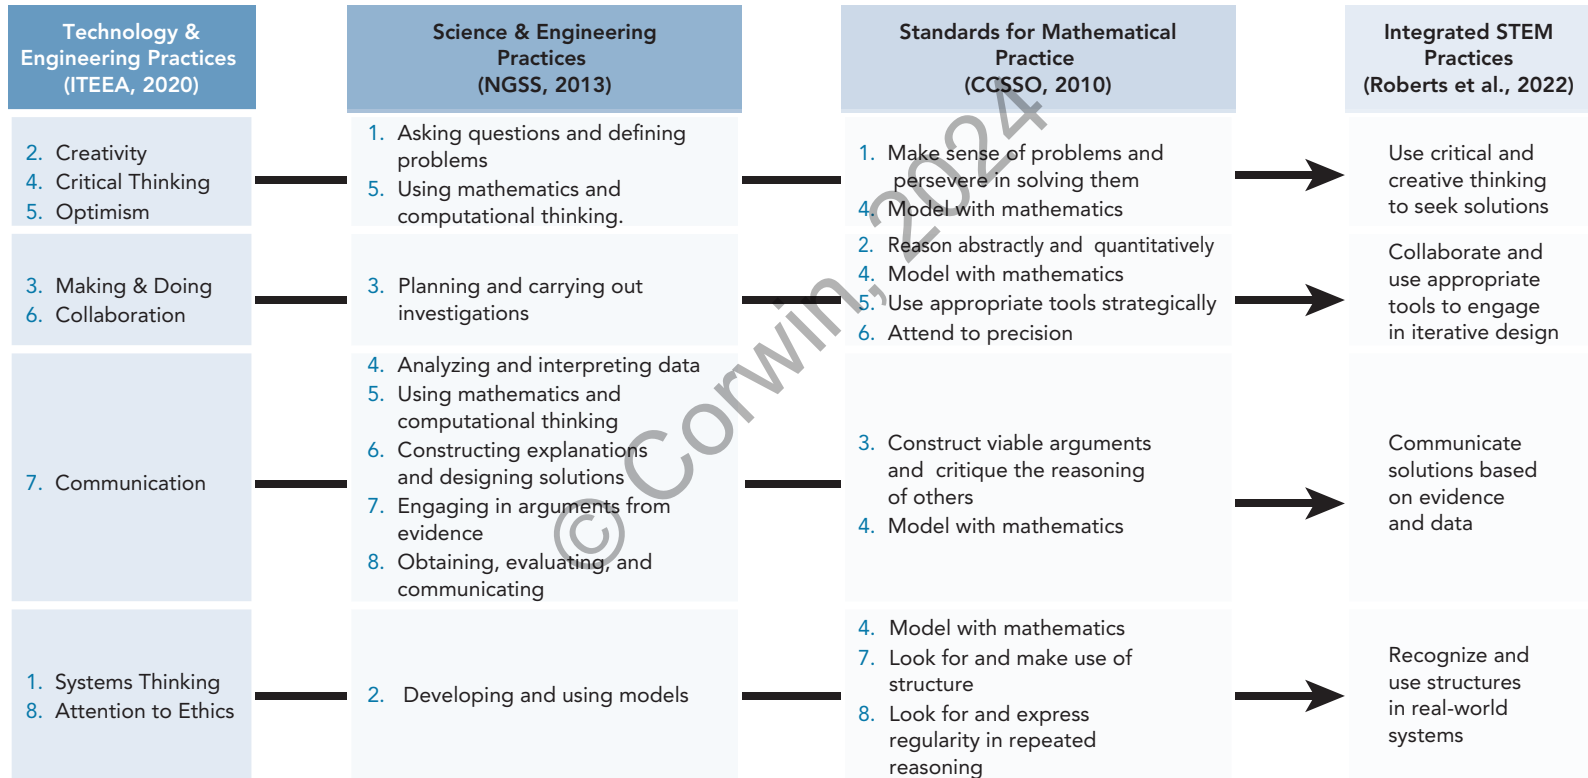 Technology &
Engineering Practices
(ITEEA, 2020)
Science & Engineering
Practices
(NGSS, 2013)
Standards for Mathematical
Practice
(CCSSO, 2010)
Integrated STEM
Practices
(Roberts et al., 2022)
2. Creativity
4. Critical Thinking
5. Optimism
1. Asking questions and defining
problems
5. Using mathematics and
computational thinking.
1. Make sense of problems and
persevere in solving them
4. Model with mathematics
Use critical and
creative thinking
to seek solutions
3. Making & Doing
6. Collaboration
3. Planning and carrying out
investigations
2. Reason abstractly and quantitatively
4. Model with mathematics
5. Use appropriate tools strategically
6. Attend to precision
Collaborate and
use appropriate
tools to engage
in iterative design
7. Communication
4. Analyzing and interpreting data
5. Using mathematics and
computational thinking
6. Constructing explanations
and designing solutions
7. Engaging in arguments from
evidence
8. Obtaining, evaluating, and
communicating
3. Construct viable arguments
and critique the reasoning
of others
4. Model with mathematics
Communicate
solutions based
on evidence
and data
1. Systems Thinking
8. Attention to Ethics
2. Developing and using models
4. Model with mathematics
7. Look for and make use of
structure
8. Look for and express
regularity in repeated
reasoning
Recognize and
use structures
in real-world
systems
© Corwin, 2024